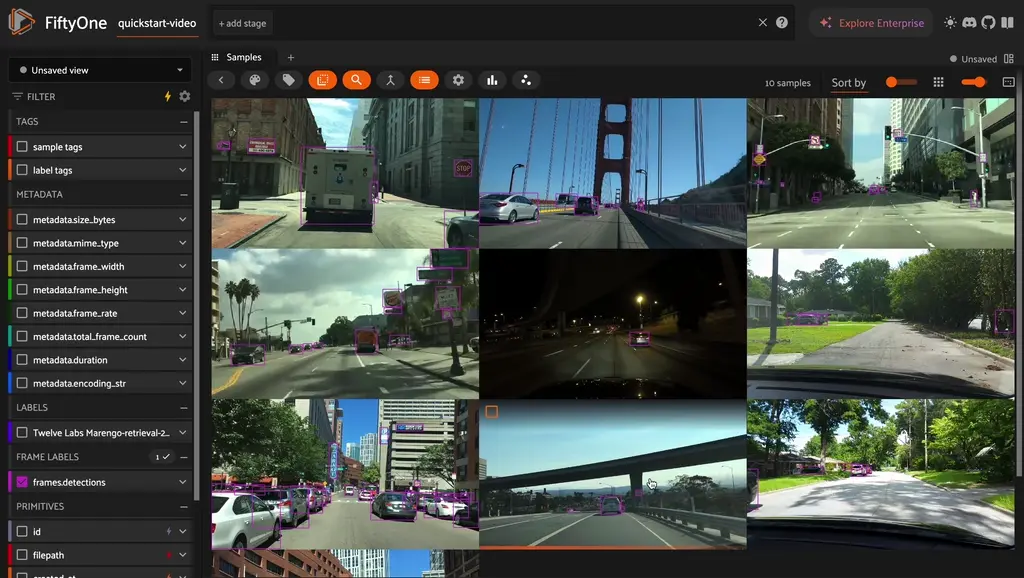 FiftyOne
quickstart-video
+ add stage
Explore Enterprise
Unsaved view
Samples
Unsaved
FILTER
10 samples
Sort by
TAGS
sample tags
label tags
METADATA
metadata.size_bytes
metadata.mime_type
metadata.frame_width
metadata.frame_height
metadata.frame_rate
metadata.total_frame_count
metadata.duration
metadata.encoding_str
LABELS
Twelve Labs Marengo-retrieval-2...
FRAME LABELS
1
frames.detections
PRIMITIVES
id
filepath
created_at
STOP